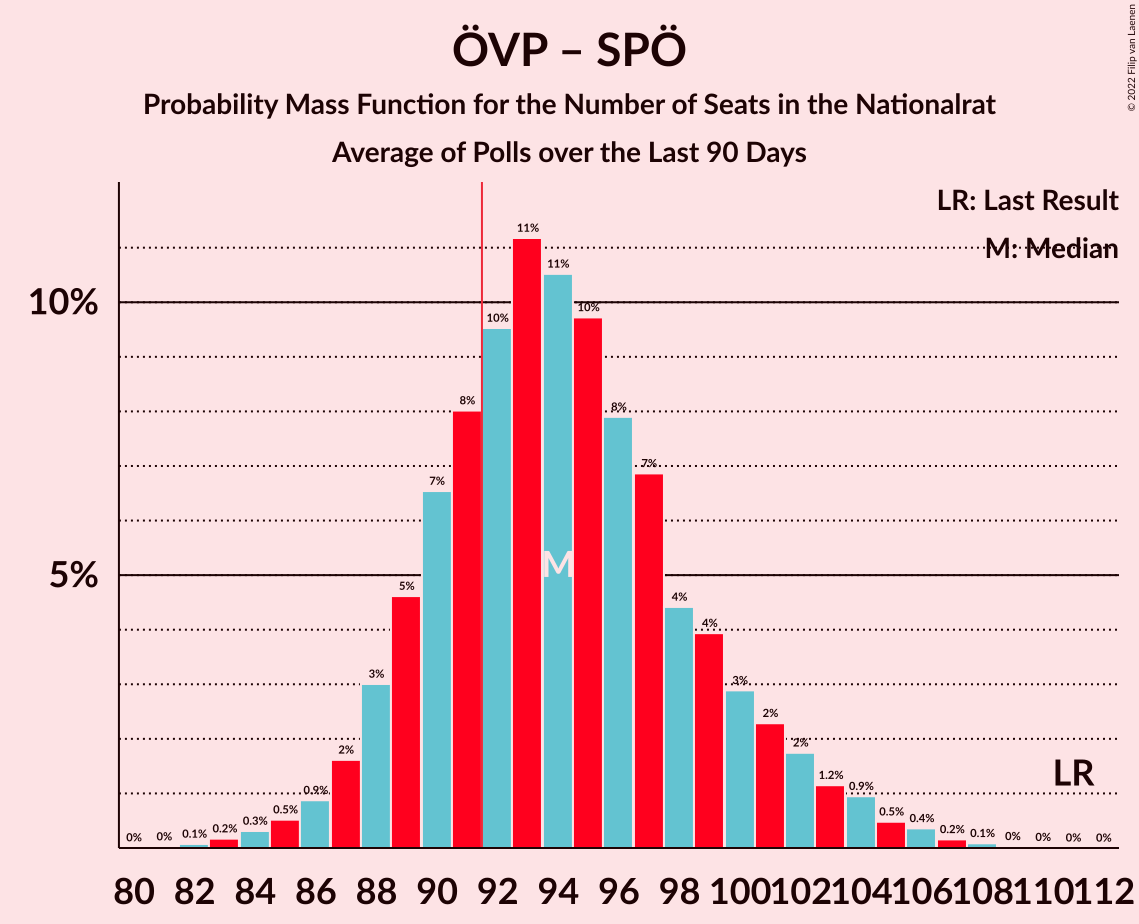 ÖVP – SPÖ
Probability Mass Function for the Number of Seats in the Nationalrat
Average of Polls over the Last 90 Days
© 2022 Filip van Laenen
LR: Last Result
M: Median
10%
5%
0% 0% 0.1% 0.2% 0.3% 0.5% 0.9% 2% 3% 5% 7% 8% 10% 11% 11% 10% 8% 7% 4% 4% 3% 2% 2% 1.2% 0.9% 0.5% 0.4% 0.2% 0.1% 0% 0% 0% 0%
M
LR
80 82 84 86 88 90 92 94 96 98 100 102 104 106 108 110 112